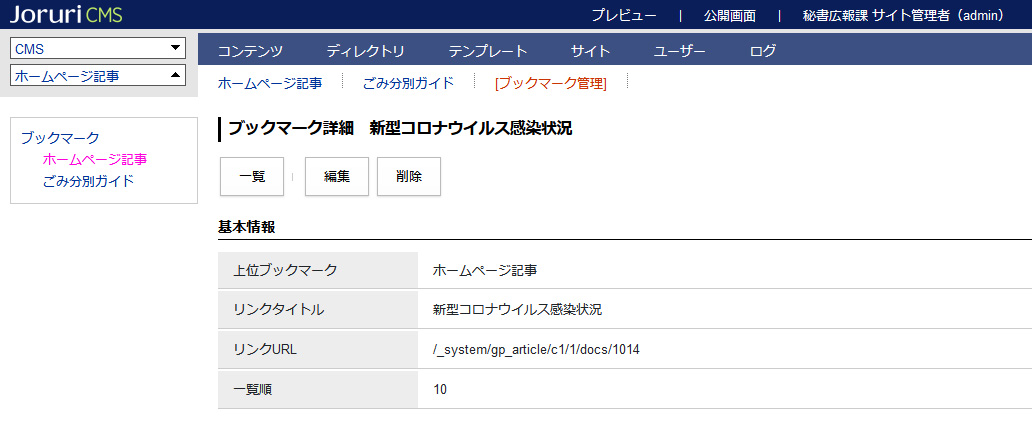 Joruri CMS
プレビュー | 公開画面 | 秘書広報課 サイト管理者（admin）
CMS
ホームページ記事
コンテンツ ディレクトリ テンプレート サイト ユーザー ログ
ホームページ記事 ごみ分別ガイド [ブックマーク管理]
ブックマーク
ホームページ記事
ごみ分別ガイド
ブックマーク詳細　新型コロナウイルス感染状況
一覧 編集 削除
基本情報
上位ブックマーク ホームページ記事
リンクタイトル 新型コロナウイルス感染状況
リンクURL /_system/gp_article/c1/1/docs/1014
一覧順 10